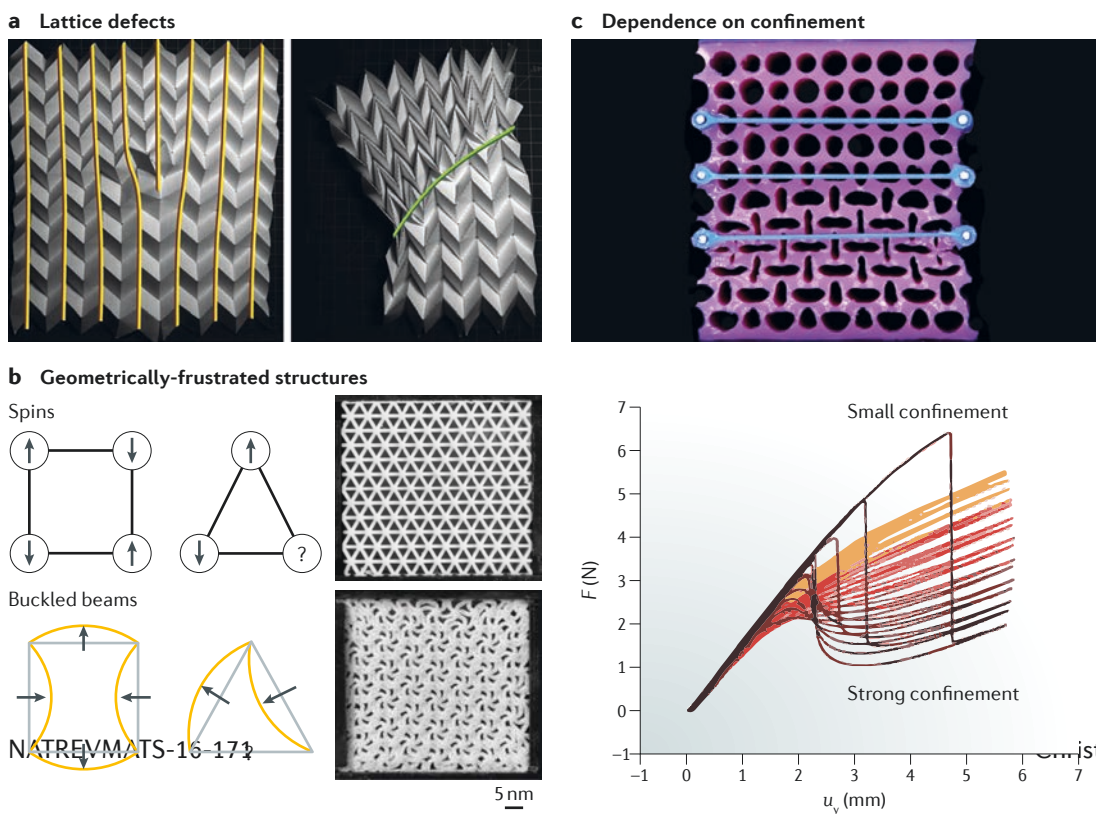 a Lattice defects
c Dependence on confinement
b Geometrically-frustrated structures
Spins
?
Buckled beams
?
NATREVMATS-16-171
5 nm
7
6
5
4
3
2
1
0
−1
F (N)
Small confinement
Strong confinement
Christ
−1 0 1 2 3 4 5 6 7
uv (mm)